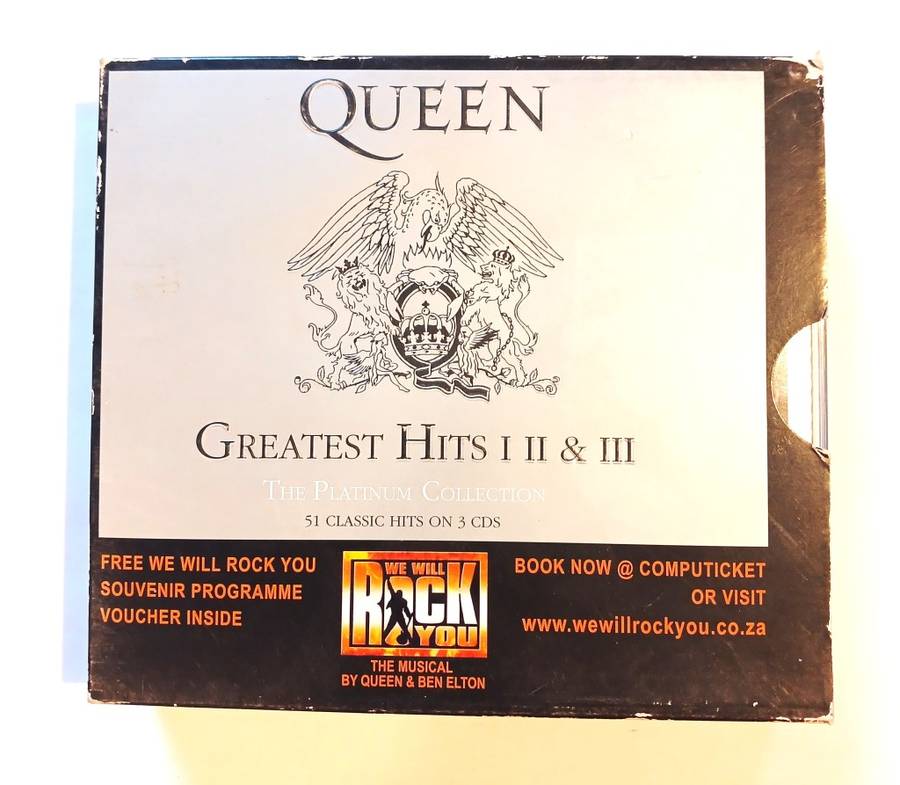 QUEEN
GREATEST HITS I II & III
THE PLATINUM COLLECTION
51 CLASSIC HITS ON 3 CDS
FREE WE WILL ROCK YOU
SOUVENIR PROGRAMME
VOUCHER INSIDE
WE WILL
ROCK
YOU
THE MUSICAL
BY QUEEN & BEN ELTON
BOOK NOW @ COMPUTICKET
OR VISIT
www.wewillrockyou.co.za